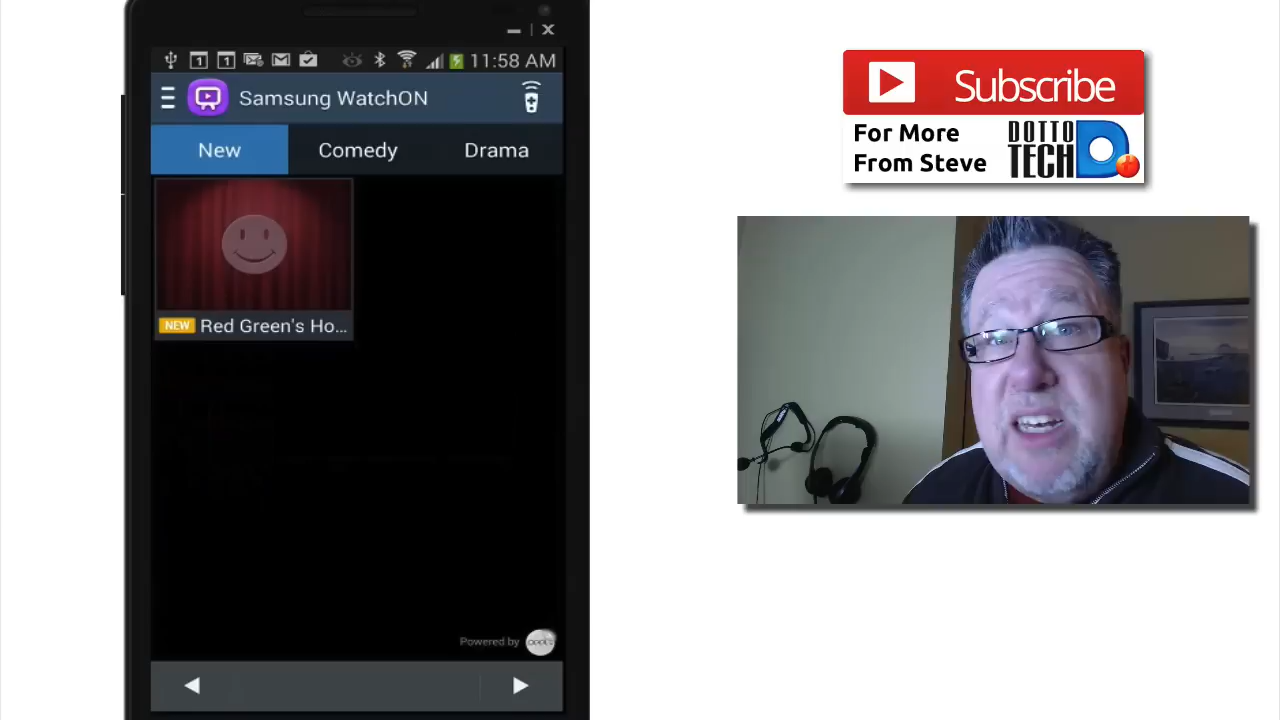 11:58 AM
Samsung WatchON
New
Comedy
Drama
NEW Red Green's Ho...
Powered by
Subscribe
For More
From Steve
DOTTO
TECH